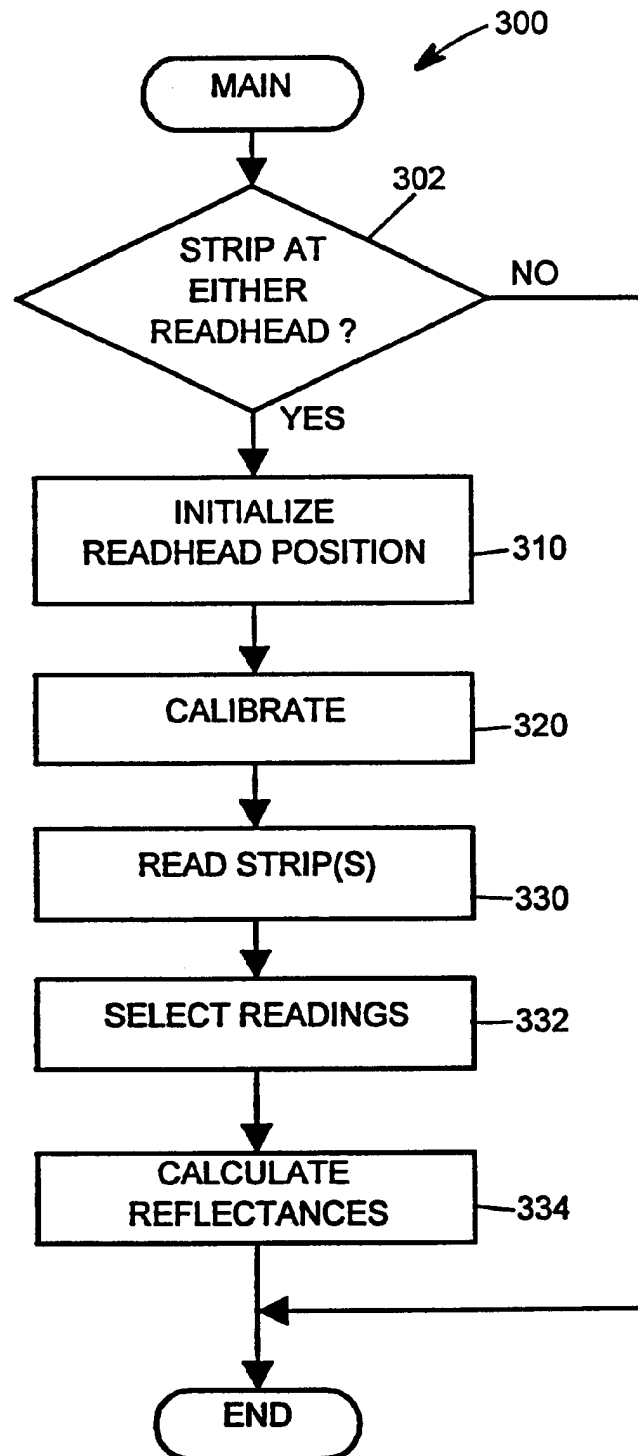 300
MAIN
302
STRIP AT
EITHER
READHEAD ?
NO
YES
INITIALIZE
READHEAD POSITION
310
CALIBRATE
320
READ STRIP(S)
330
SELECT READINGS
332
CALCULATE
REFLECTANCES
334
END